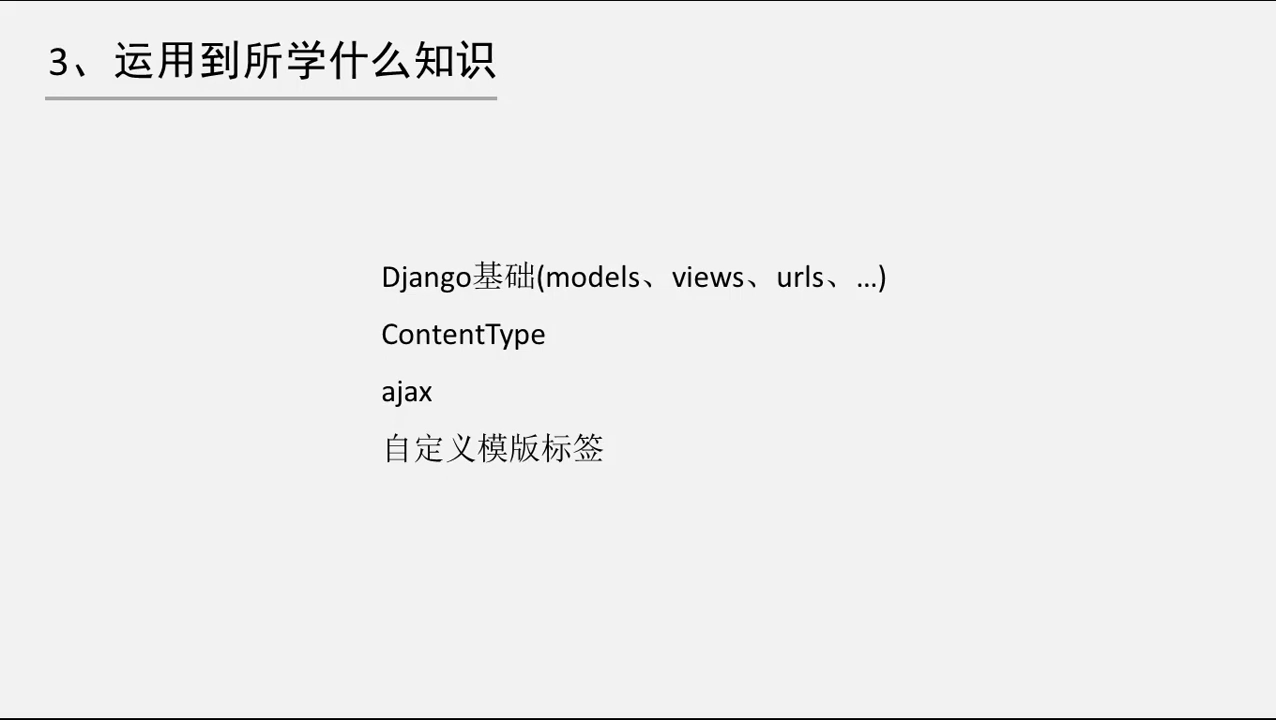 3、运用到所学什么知识
Django基础(models、views、urls、…)
ContentType
ajax
自定义模版标签